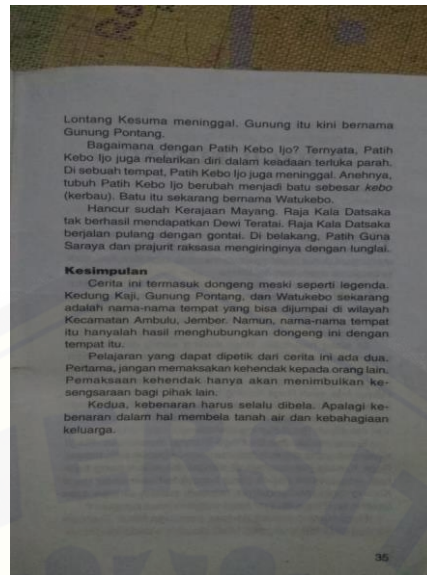 Lontang Kesuma meninggal. Gunung itu kini bernama
Gunung Pontang.
Bagaimana dengan Patih Kebo Ijo? Ternyata, Patih
Kebo Ijo juga melarikan diri dalam keadaan terluka parah.
Di sebuah tempat, Patih Kebo Ijo juga meninggal. Anehnya,
tubuh Patih Kebo Ijo berubah menjadi batu sebesar kebo
(kerbau). Batu itu sekarang bernama Watukebo.
Hancur sudah Kerajaan Mayang. Raja Kala Datsaka
tak berhasil mendapatkan Dewi Teratai. Raja Kala Datsaka
berjalan pulang dengan gontai. Di belakang, Patih Guna
Saraya dan prajurit raksasa mengiringinya dengan lunglai.
Kesimpulan
Cerita ini termasuk dongeng meski seperti legenda.
Kedung Kaji, Gunung Pontang, dan Watukebo sekarang
adalah nama-nama tempat yang bisa dijumpai di wilayah
Kecamatan Ambulu, Jember. Namun, nama-nama tempat
itu hanyalah hasil menghubungkan dongeng ini dengan
tempat itu.
Pelajaran yang dapat dipetik dari cerita ini ada dua.
Pertama, jangan memaksakan kehendak kepada orang lain.
Pemaksaan kehendak hanya akan menimbulkan ke-
sengsaraan bagi pihak lain.
Kedua, kebenaran harus selalu dibela. Apalagi ke-
benaran dalam hal membela tanah air dan kebahagiaan
keluarga.
35